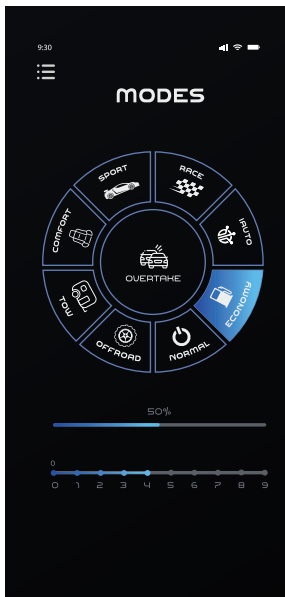 9:30
MODES
SPORT
RACE
COMFORT
iAUTO
OVERTAKE
TOW
ECONOMY
OFFROAD
NORMAL
50%
0
0 1 2 3 4 5 6 7 8 9